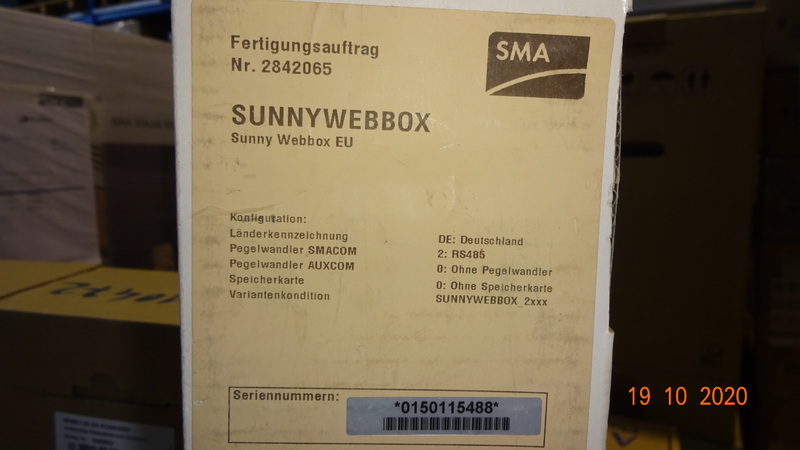 Fertigungsauftrag
Nr. 2842065
SMA
SUNNYWEBBOX
Sunny Webbox EU
Konfigutation:
Länderkennzeichnung DE: Deutschland
Pegelwandler SMACOM 2: RS485
Pegelwandler AUXCOM 0: Ohne Pegelwandler
Speicherkarte 0: Ohne Speicherkarte
Variantenkondition SUNNYWEBBOX_2xxx
Seriennummern: *0150115488*
19 10 2020